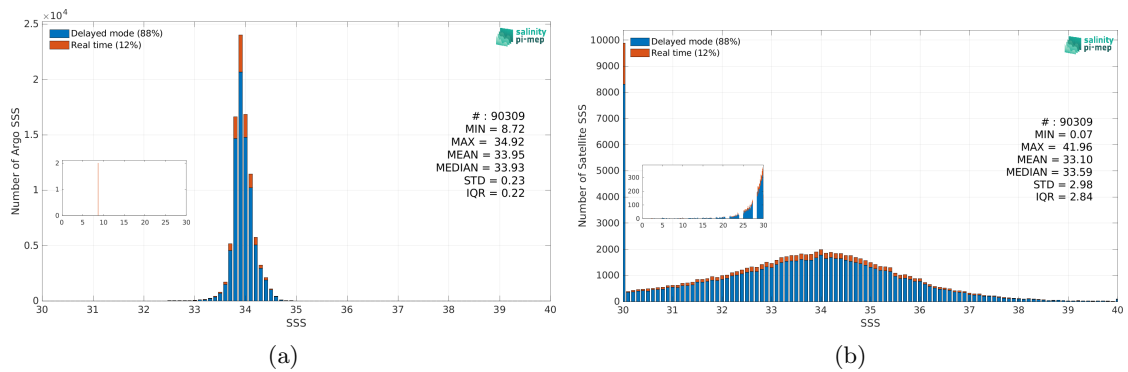 2.5 ×10⁴
Delayed mode (88%)
Real time (12%)
salinity
pi-mep
2
1.5
1
0.5
0
Number of Argo SSS
# : 90309
MIN = 8.72
MAX = 34.92
MEAN = 33.95
MEDIAN = 33.93
STD = 0.23
IQR = 0.22
2
1
0
0 5 10 15 20 25 30
30 31 32 33 34 35 36 37 38 39 40
SSS
(a)
10000
9000
8000
7000
6000
5000
4000
3000
2000
1000
0
Number of Satellite SSS
Delayed mode (88%)
Real time (12%)
salinity
pi-mep
# : 90309
MIN = 0.07
MAX = 41.96
MEAN = 33.10
MEDIAN = 33.59
STD = 2.98
IQR = 2.84
300
200
100
0
0 5 10 15 20 25 30
30 31 32 33 34 35 36 37 38 39 40
SSS
(b)